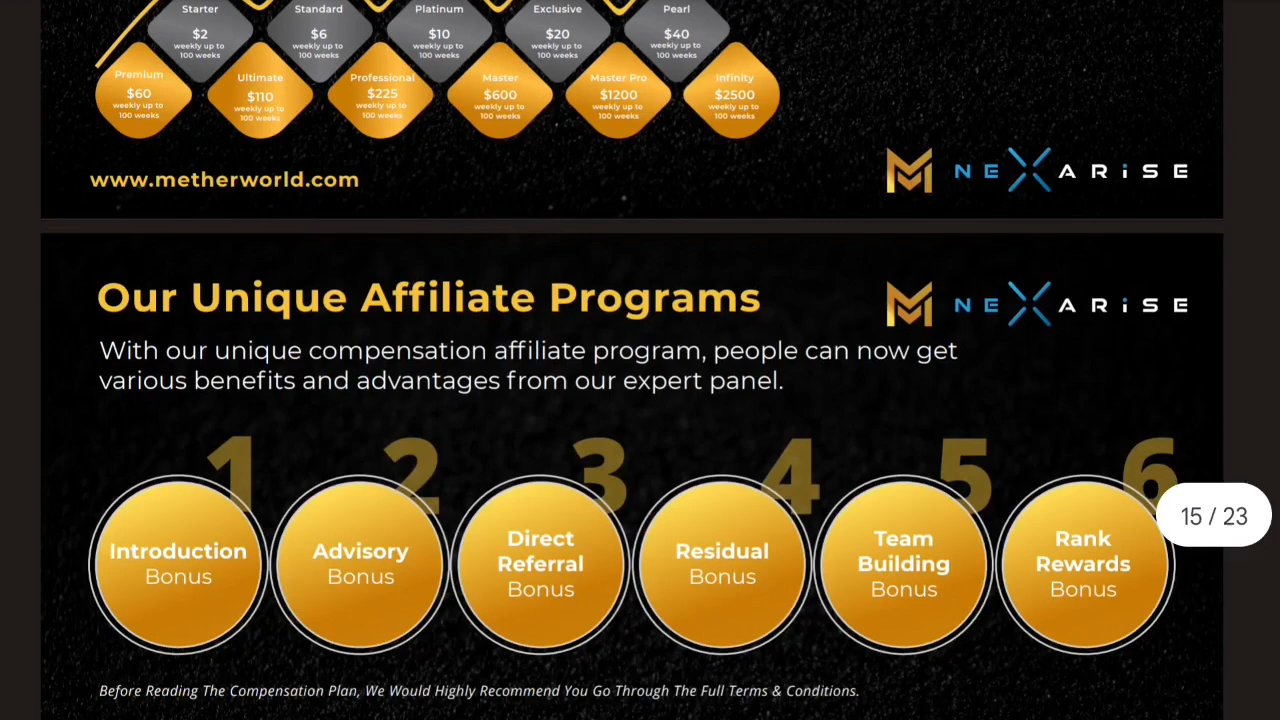 Starter
$2
weekly up to
100 weeks
Standard
$6
weekly up to
100 weeks
Platinum
$10
weekly up to
100 weeks
Exclusive
$20
weekly up to
100 weeks
Pearl
$40
weekly up to
100 weeks
Premium
$60
weekly up to
100 weeks
Ultimate
$110
weekly up to
100 weeks
Professional
$225
weekly up to
100 weeks
Master
$600
weekly up to
100 weeks
Master Pro
$1200
weekly up to
100 weeks
Infinity
$2500
weekly up to
100 weeks
www.metherworld.com
NEXARiSE
Our Unique Affiliate Programs
NEXARiSE
With our unique compensation affiliate program, people can now get
various benefits and advantages from our expert panel.
1
Introduction
Bonus
2
Advisory
Bonus
3
Direct
Referral
Bonus
4
Residual
Bonus
5
Team
Building
Bonus
6
Rank
Rewards
Bonus
15 / 23
Before Reading The Compensation Plan, We Would Highly Recommend You Go Through The Full Terms & Conditions.